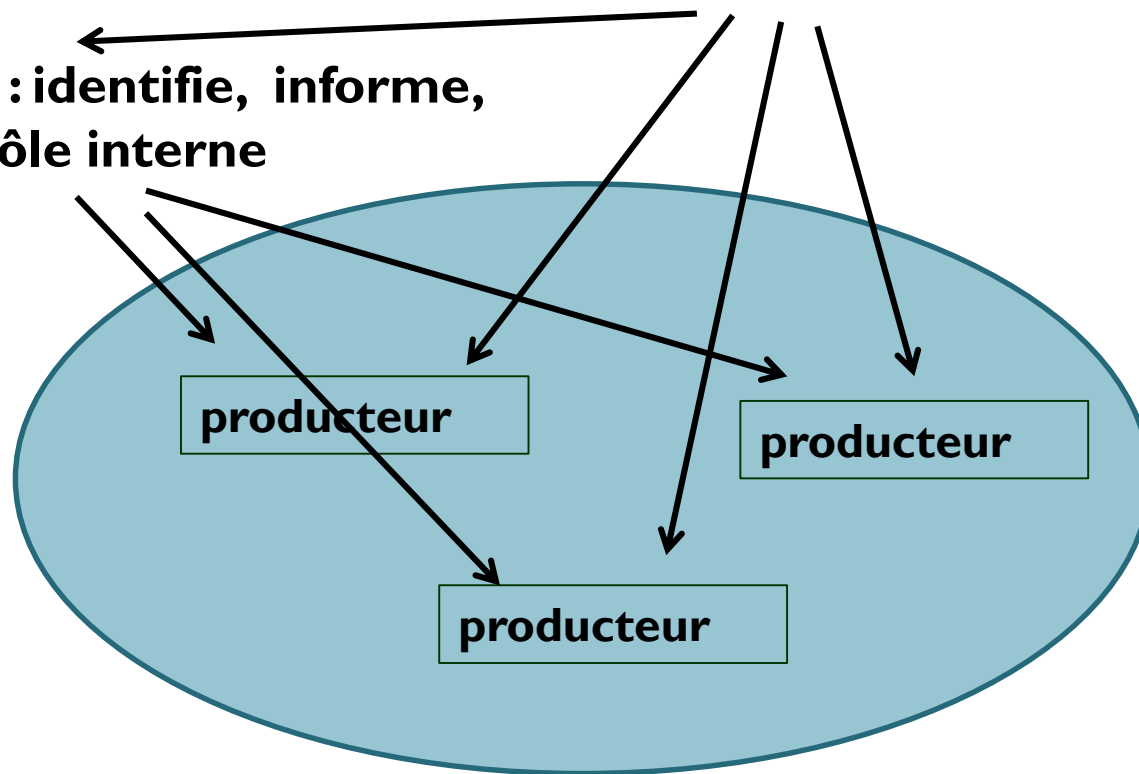 : identifie, informe,
ôle interne
producteur
producteur
producteur